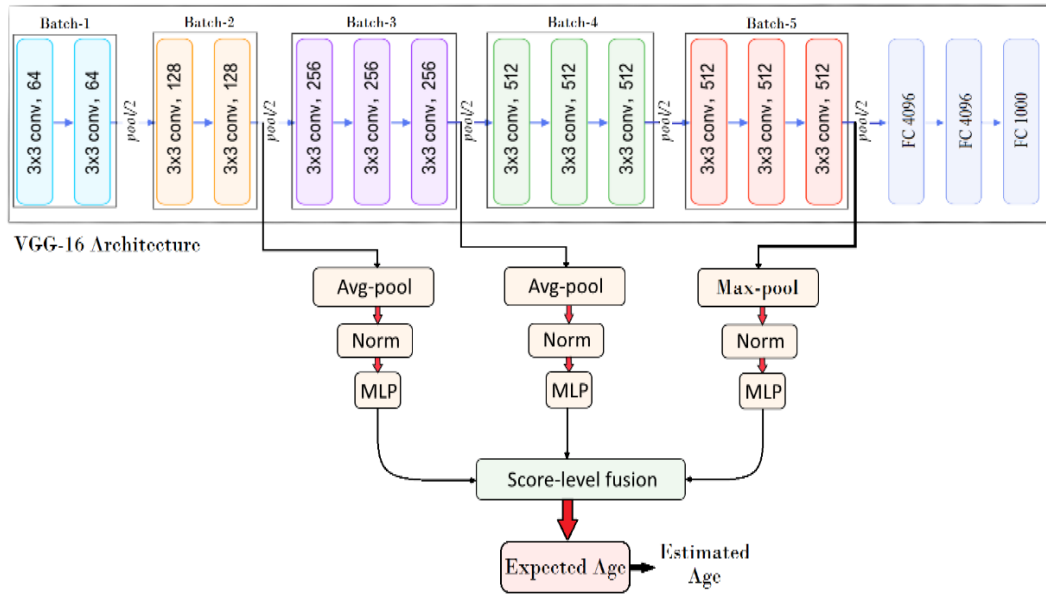 Batch-1
Batch-2
Batch-3
Batch-4
Batch-5
3x3 conv, 64
3x3 conv, 64
pool/2
3x3 conv, 128
3x3 conv, 128
pool/2
3x3 conv, 256
3x3 conv, 256
3x3 conv, 256
pool/2
3x3 conv, 512
3x3 conv, 512
3x3 conv, 512
pool/2
3x3 conv, 512
3x3 conv, 512
3x3 conv, 512
pool/2
FC 4096
FC 4096
FC 1000
VGG-16 Architecture
Avg-pool
Avg-pool
Max-pool
Norm
Norm
Norm
MLP
MLP
MLP
Score-level fusion
Expected Age
Estimated
Age